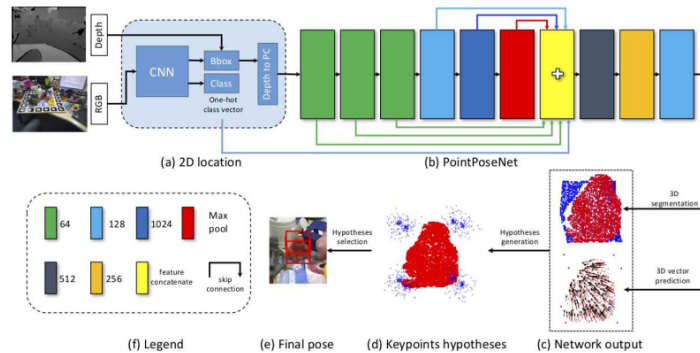 Depth
RGB
CNN
Bbox
Class
One-hot
class vector
Depth to PC
(a) 2D location
(b) PointPoseNet
64
128
1024
Max
pool
512
256
feature
concatenate
skip
connection
Hypotheses
selection
Hypotheses
generation
3D
segmentation
3D vector
prediction
(f) Legend
(e) Final pose
(d) Keypoints hypotheses
(c) Network output